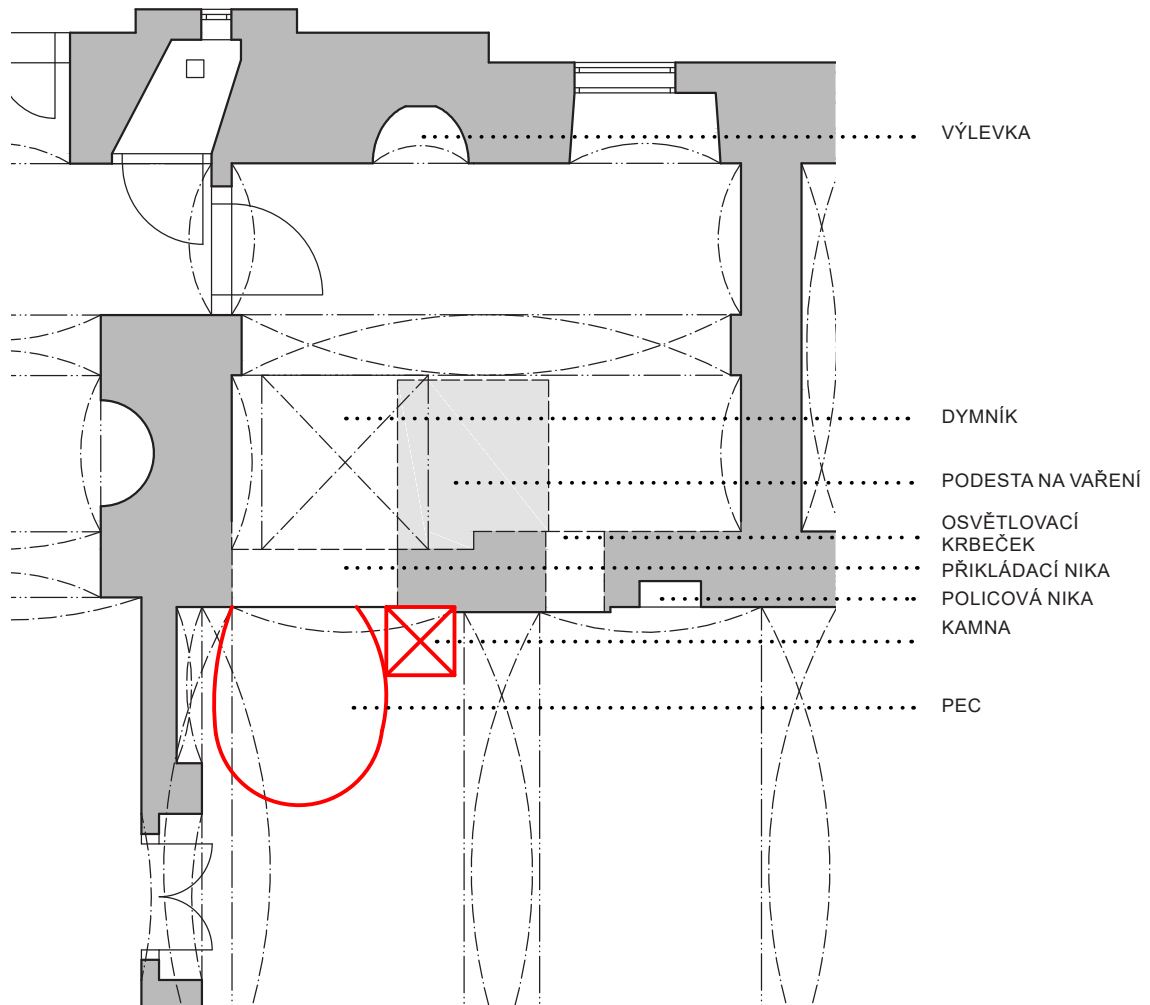 VÝLEVKA
DYMNÍK
PODESTA NA VAŘENÍ
OSVĚTLOVACÍ
KRBEČEK
PŘIKLÁDACÍ NIKA
POLICOVÁ NIKA
KAMNA
PEC